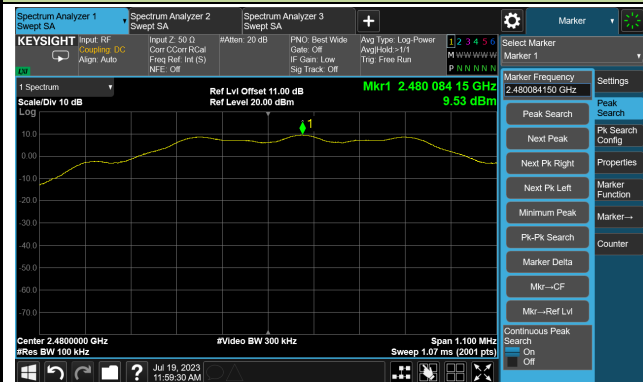 Spectrum Analyzer 1
Swept SA
Spectrum Analyzer 2
Swept SA
Spectrum Analyzer 3
Swept SA
+
Marker
KEYSIGHT
Input: RF
Coupling: DC
Align: Auto
Input Z: 50 Ω
Corr CCorr RCal
Freq Ref: Int (S)
NFE: Off
#Atten: 20 dB
PNO: Best Wide
Gate: Off
IF Gain: Low
Sig Track: Off
Avg Type: Log-Power
Avg|Hold:>1/1
Trig: Free Run
1 2 3 4 5 6
M W W W W W
P N N N N N
Select Marker
Marker 1
1 Spectrum
Scale/Div 10 dB
Ref Lvl Offset 11.00 dB
Ref Level 20.00 dBm
Mkr1 2.480 084 15 GHz
9.53 dBm
Log
1
10.0
0.00
-10.0
-20.0
-30.0
-40.0
-50.0
-60.0
-70.0
Center 2.4800000 GHz
#Res BW 100 kHz
#Video BW 300 kHz
Span 1.100 MHz
Sweep 1.07 ms (2001 pts)
Marker Frequency
2.480084150 GHz
Peak Search
Next Peak
Next Pk Right
Next Pk Left
Minimum Peak
Pk-Pk Search
Marker Delta
Mkr→CF
Mkr→Ref Lvl
Continuous Peak
Search
On
Off
Settings
Peak
Search
Pk Search
Config
Properties
Marker
Function
Marker→
Counter
?
Jul 19, 2023
11:59:30 AM